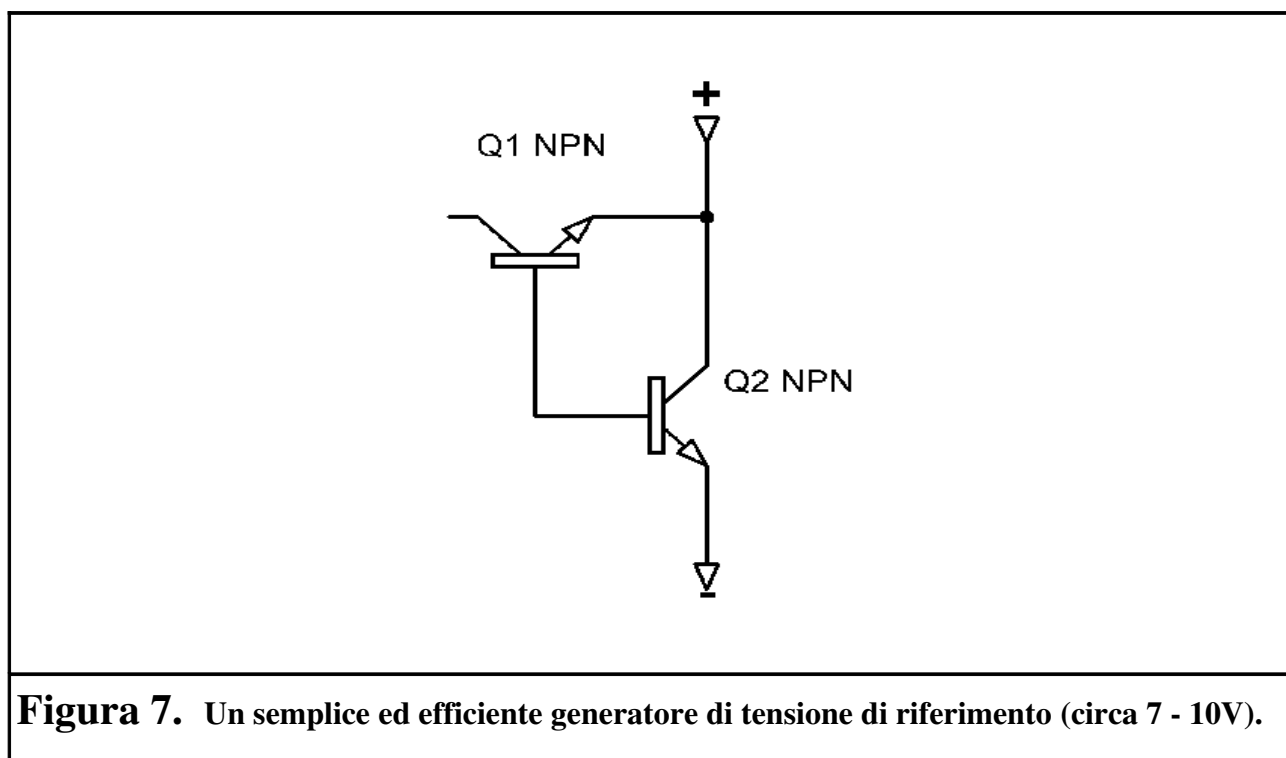 +
Q1 NPN
Q2 NPN
-
Figura 7. Un semplice ed efficiente generatore di tensione di riferimento (circa 7 - 10V).